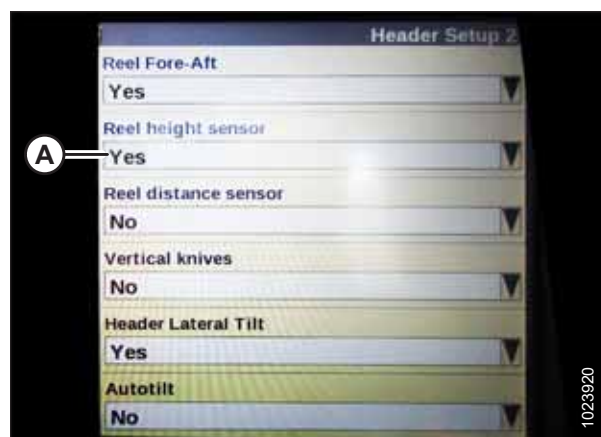 Header Setup 2
Reel Fore-Aft
Yes
Reel height sensor
A
Yes
Reel distance sensor
No
Vertical knives
No
Header Lateral Tilt
Yes
Autotilt
No
1023920